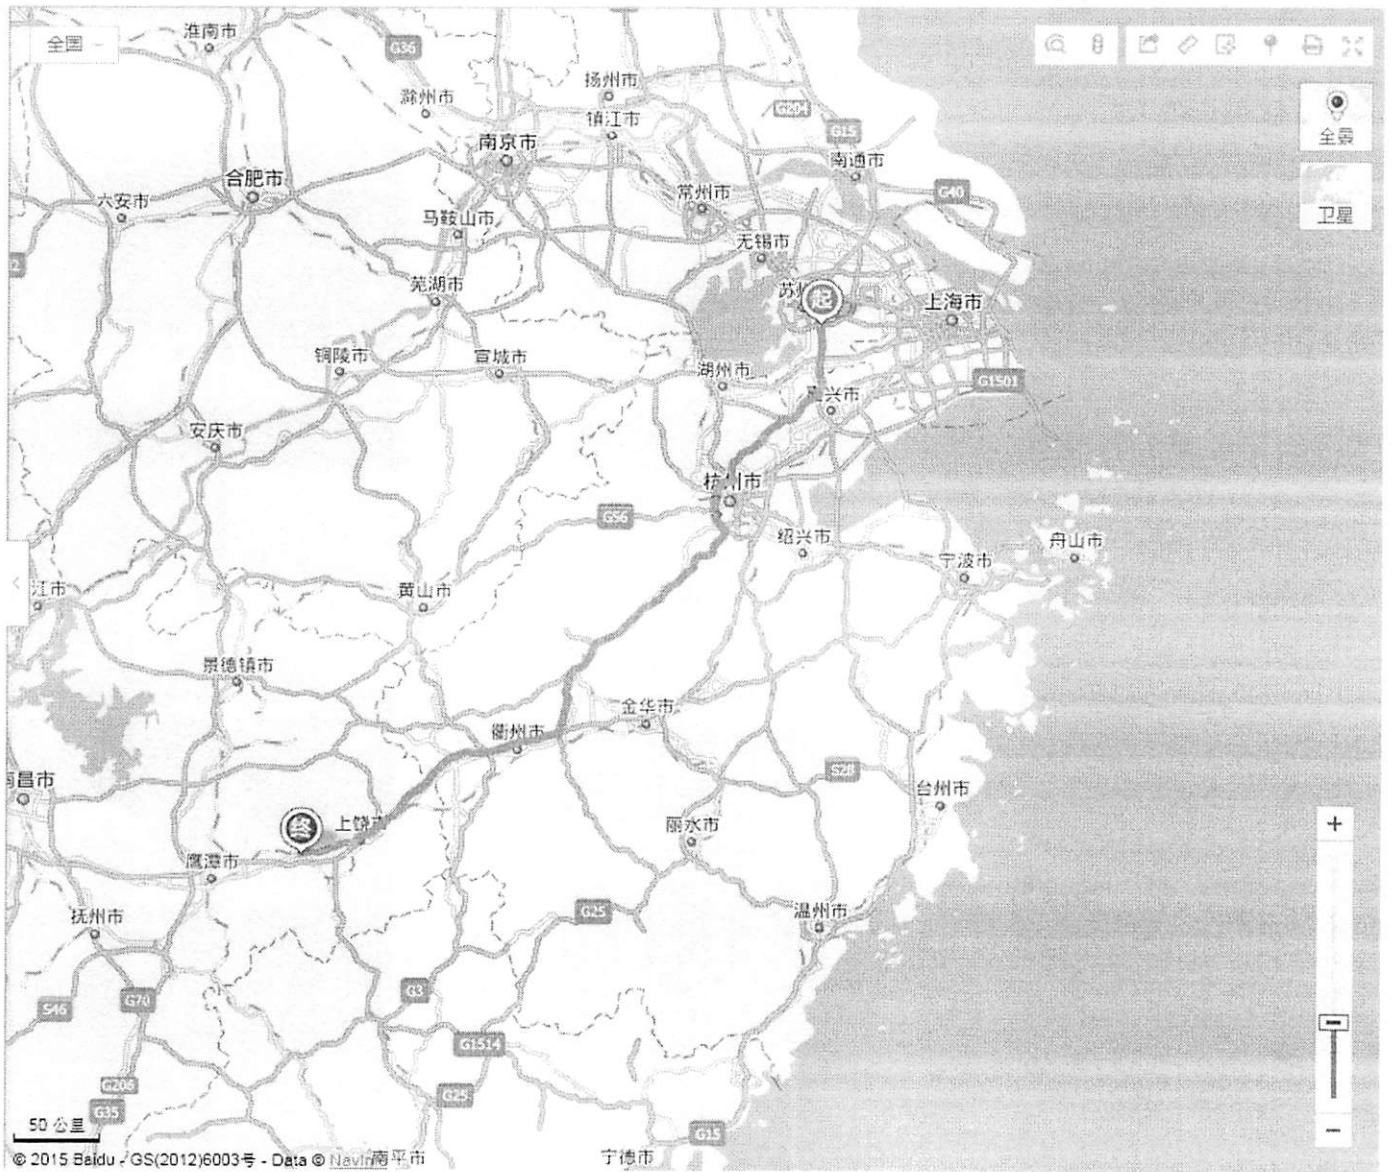 淮南市
全国
G36
扬州市
滁州市
G204
镇江市
G15
全景
南京市
南通市
合肥市
常州市
G40
六安市
马鞍山市
卫星
无锡市
2
芜湖市
起
上海市
铜陵市
宣城市
湖州市
G1501
兴市
安庆市
杭州市
G56
绍兴市
舟山市
宁波市
江市
黄山市
景德镇市
金华市
衢州市
S28
昌市
台州市
终
上饶
丽水市
+
鹰潭市
抚州市
G25
温州市
G3
G70
S46
G1514
G206
G25
G35
50 公里
G15
© 2015 Baidu - GS(2012)6003号 - Data © NavInfo
南平市
宁德市